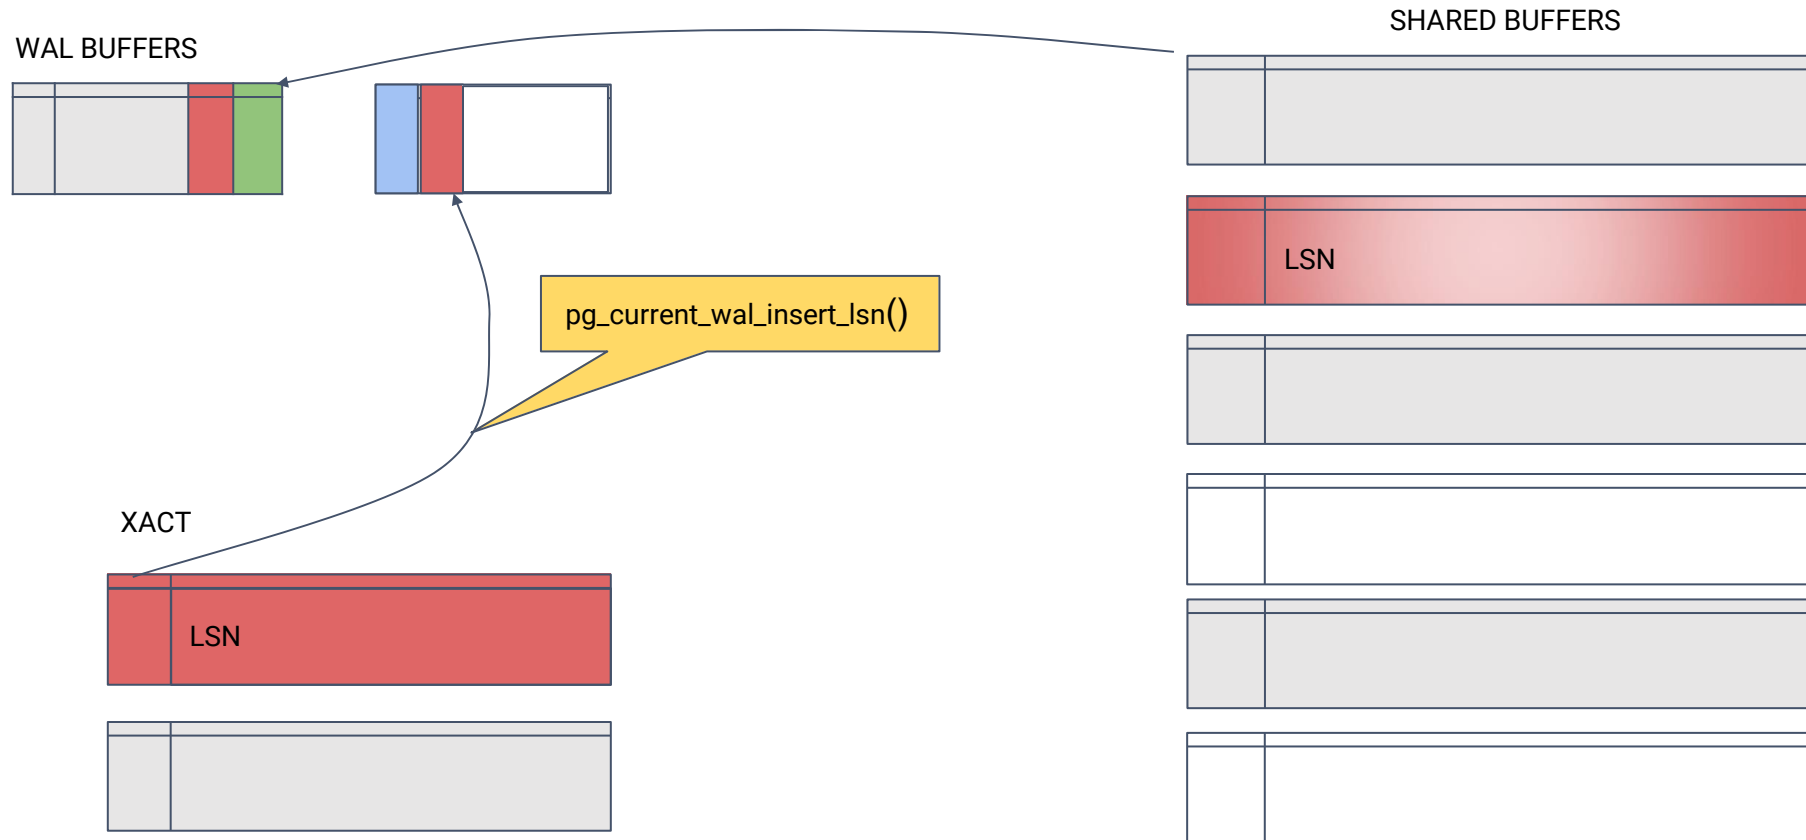 SHARED BUFFERS
WAL BUFFERS
LSN
pg_current_wal_insert_lsn()
XACT
LSN